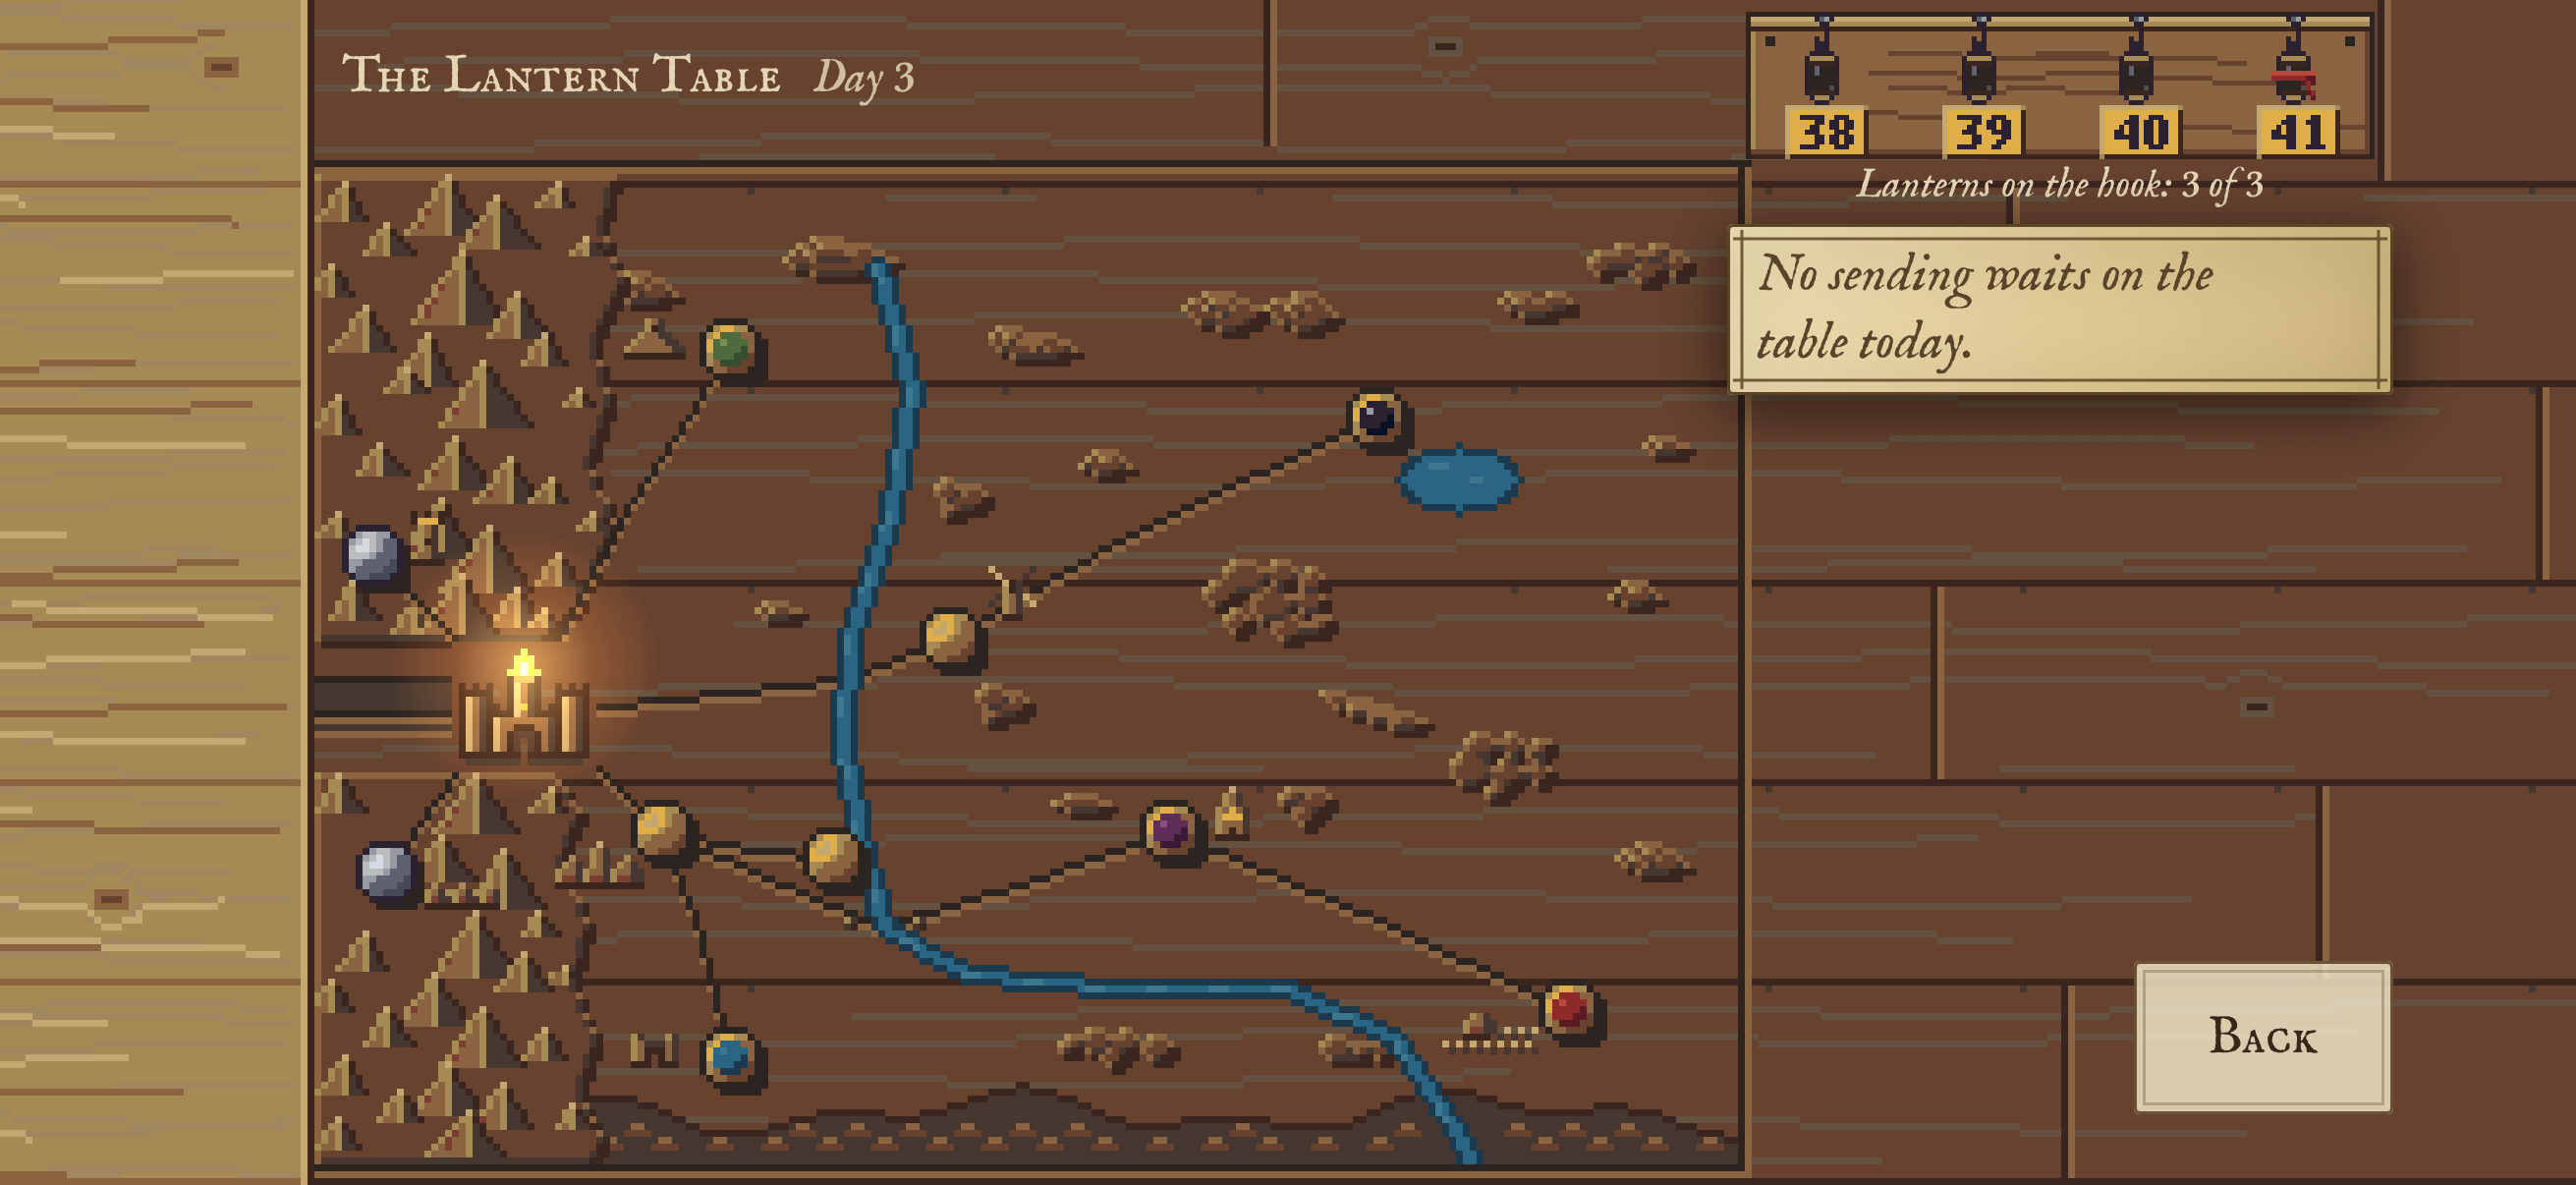 The Lantern Table Day 3
38 39 40 41
Lanterns on the hook: 3 of 3
No sending waits on the
table today.
Back